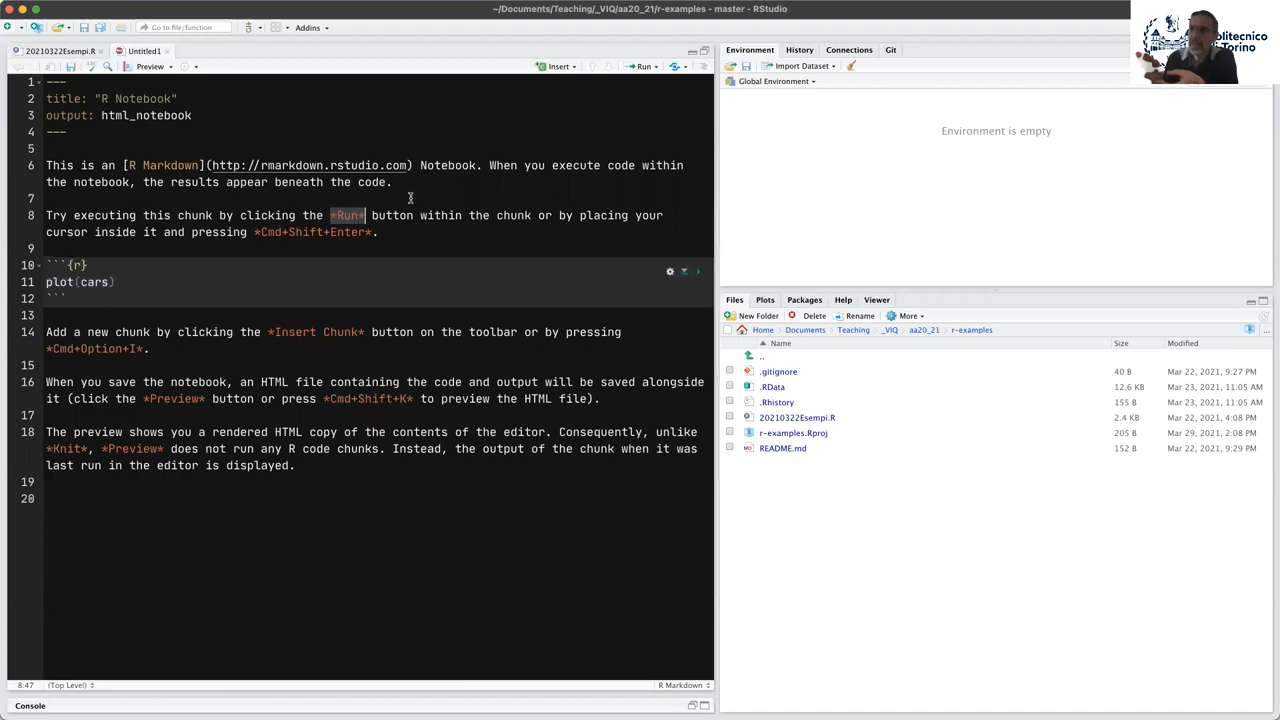 ~/Documents/Teaching/_VIQ/aa20_21/r-examples - master - RStudio
Go to file/function
Addins
20210322Esempi.R
Untitled1
Preview
Insert
Run
1 ---
2 title: "R Notebook"
3 output: html_notebook
4 ---
5
6 This is an [R Markdown](http://rmarkdown.rstudio.com) Notebook. When you execute code within
the notebook, the results appear beneath the code.
7
8 Try executing this chunk by clicking the *Run* button within the chunk or by placing your
cursor inside it and pressing *Cmd+Shift+Enter*.
9
10 ```{r}
11 plot(cars)
12 ```
13
14 Add a new chunk by clicking the *Insert Chunk* button on the toolbar or by pressing
*Cmd+Option+I*.
15
16 When you save the notebook, an HTML file containing the code and output will be saved alongside
it (click the *Preview* button or press *Cmd+Shift+K* to preview the HTML file).
17
18 The preview shows you a rendered HTML copy of the contents of the editor. Consequently, unlike
*Knit*, *Preview* does not run any R code chunks. Instead, the output of the chunk when it was
last run in the editor is displayed.
19
20
8:47 (Top Level) R Markdown
Console
Environment History Connections Git
Import Dataset
Global Environment
Environment is empty
Files Plots Packages Help Viewer
New Folder Delete Rename More
Home Documents Teaching _VIQ aa20_21 r-examples
Name Size Modified
..
.gitignore 40 B Mar 22, 2021, 9:27 PM
.RData 12.6 KB Mar 23, 2021, 11:05 AM
.Rhistory 155 B Mar 23, 2021, 11:05 AM
20210322Esempi.R 2.4 KB Mar 22, 2021, 4:08 PM
r-examples.Rproj 205 B Mar 29, 2021, 2:08 PM
README.md 152 B Mar 22, 2021, 9:29 PM